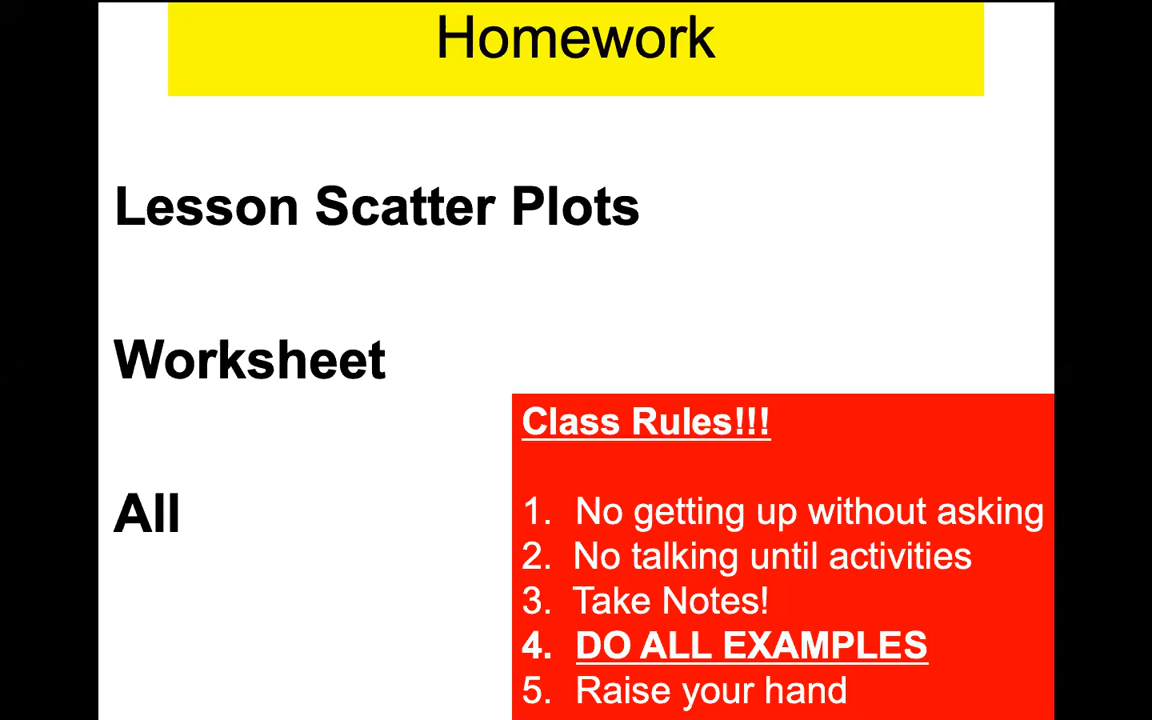 Homework
Lesson Scatter Plots
Worksheet
All
Class Rules!!!
1. No getting up without asking
2. No talking until activities
3. Take Notes!
4. DO ALL EXAMPLES
5. Raise your hand